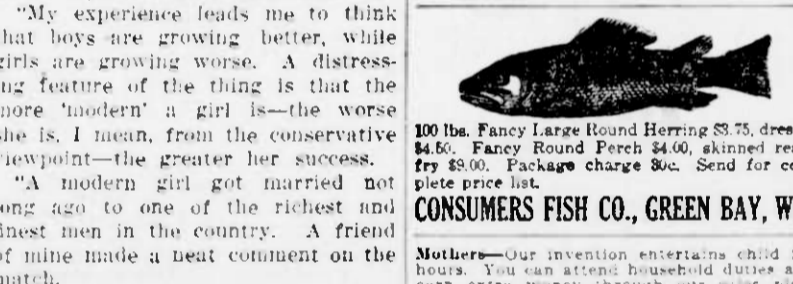 "My experience leads me to think
that boys are growing better, while
girls are growing worse. A distress-
ing feature of the thing is that the
more 'modern' a girl is—the worse
she is, I mean, from the conservative
viewpoint—the greater her success.
"A modern girl got married not
long ago to one of the richest and
finest men in the country. A friend
of mine made a neat comment on the
match.
100 lbs. Fancy Large Round Herring $3.75, dres
$4.50. Fancy Round Perch $4.00, skinned re
fry $9.00. Package charge 30c. Send for co
plete price list.
CONSUMERS FISH CO., GREEN BAY, W
Mothers—Our invention entertains child
hours. You can attend household duties a